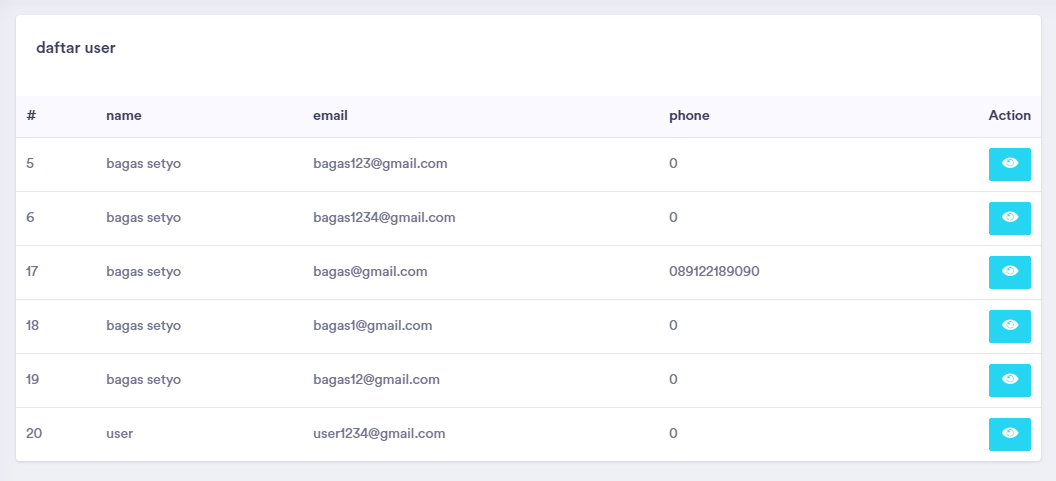 daftar user
# name email phone Action
5 bagas setyo bagas123@gmail.com 0
6 bagas setyo bagas1234@gmail.com 0
17 bagas setyo bagas@gmail.com 089122189090
18 bagas setyo bagas1@gmail.com 0
19 bagas setyo bagas12@gmail.com 0
20 user user1234@gmail.com 0